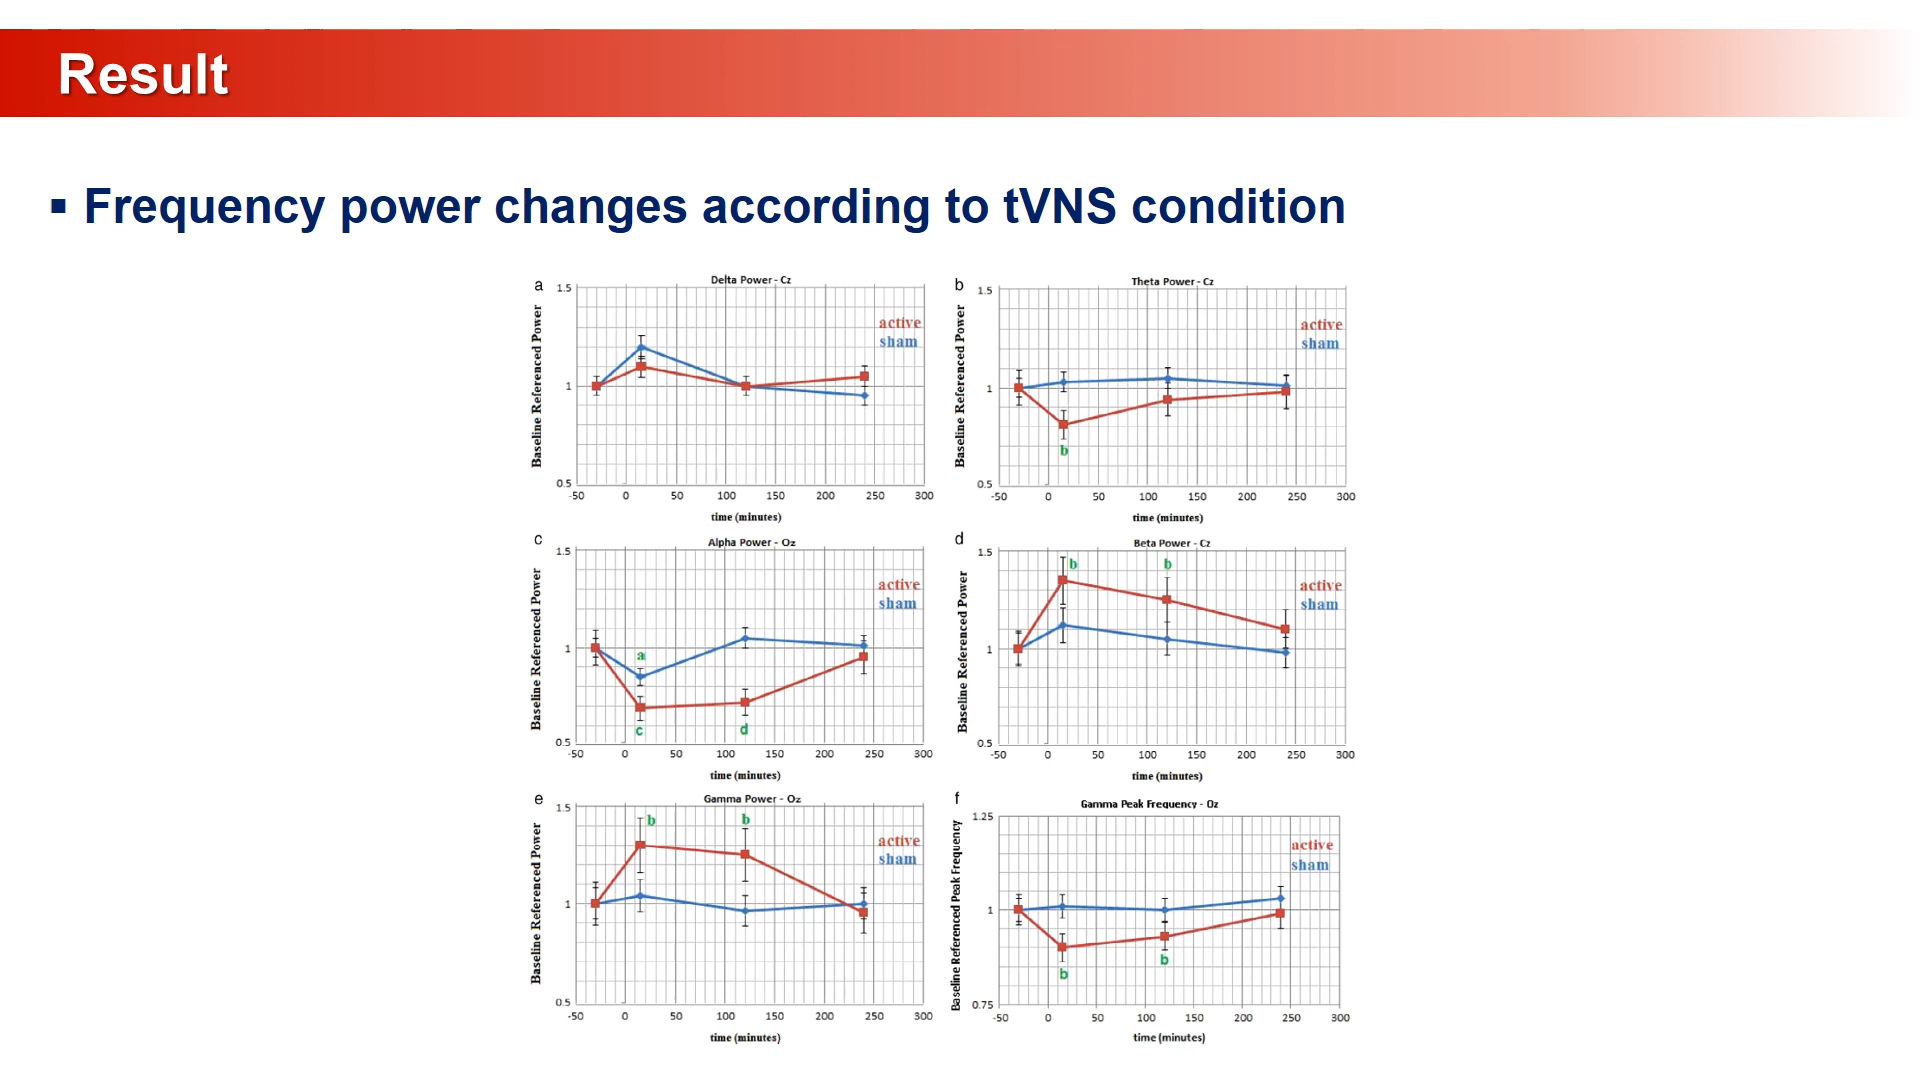 Result
▪ Frequency power changes according to tVNS condition
a
Delta Power - Cz
Baseline Referenced Power
1.5
1
0.5
active
sham
-50 0 50 100 150 200 250 300
time (minutes)
b
Theta Power - Cz
Baseline Referenced Power
1.5
1
0.5
active
sham
b
-50 0 50 100 150 200 250 300
time (minutes)
c
Alpha Power - Oz
Baseline Referenced Power
1.5
1
0.5
active
sham
a
c
d
-50 0 50 100 150 200 250 300
time (minutes)
d
Beta Power - Cz
Baseline Referenced Power
1.5
1
0.5
b
b
active
sham
-50 0 50 100 150 200 250 300
time (minutes)
e
Gamma Power - Oz
Baseline Referenced Power
1.5
1
0.5
b
b
active
sham
-50 0 50 100 150 200 250 300
time (minutes)
f
Gamma Peak Frequency - Oz
Baseline Referenced Peak Frequency
1.25
1
0.75
active
sham
b
b
-50 0 50 100 150 200 250 300
time (minutes)